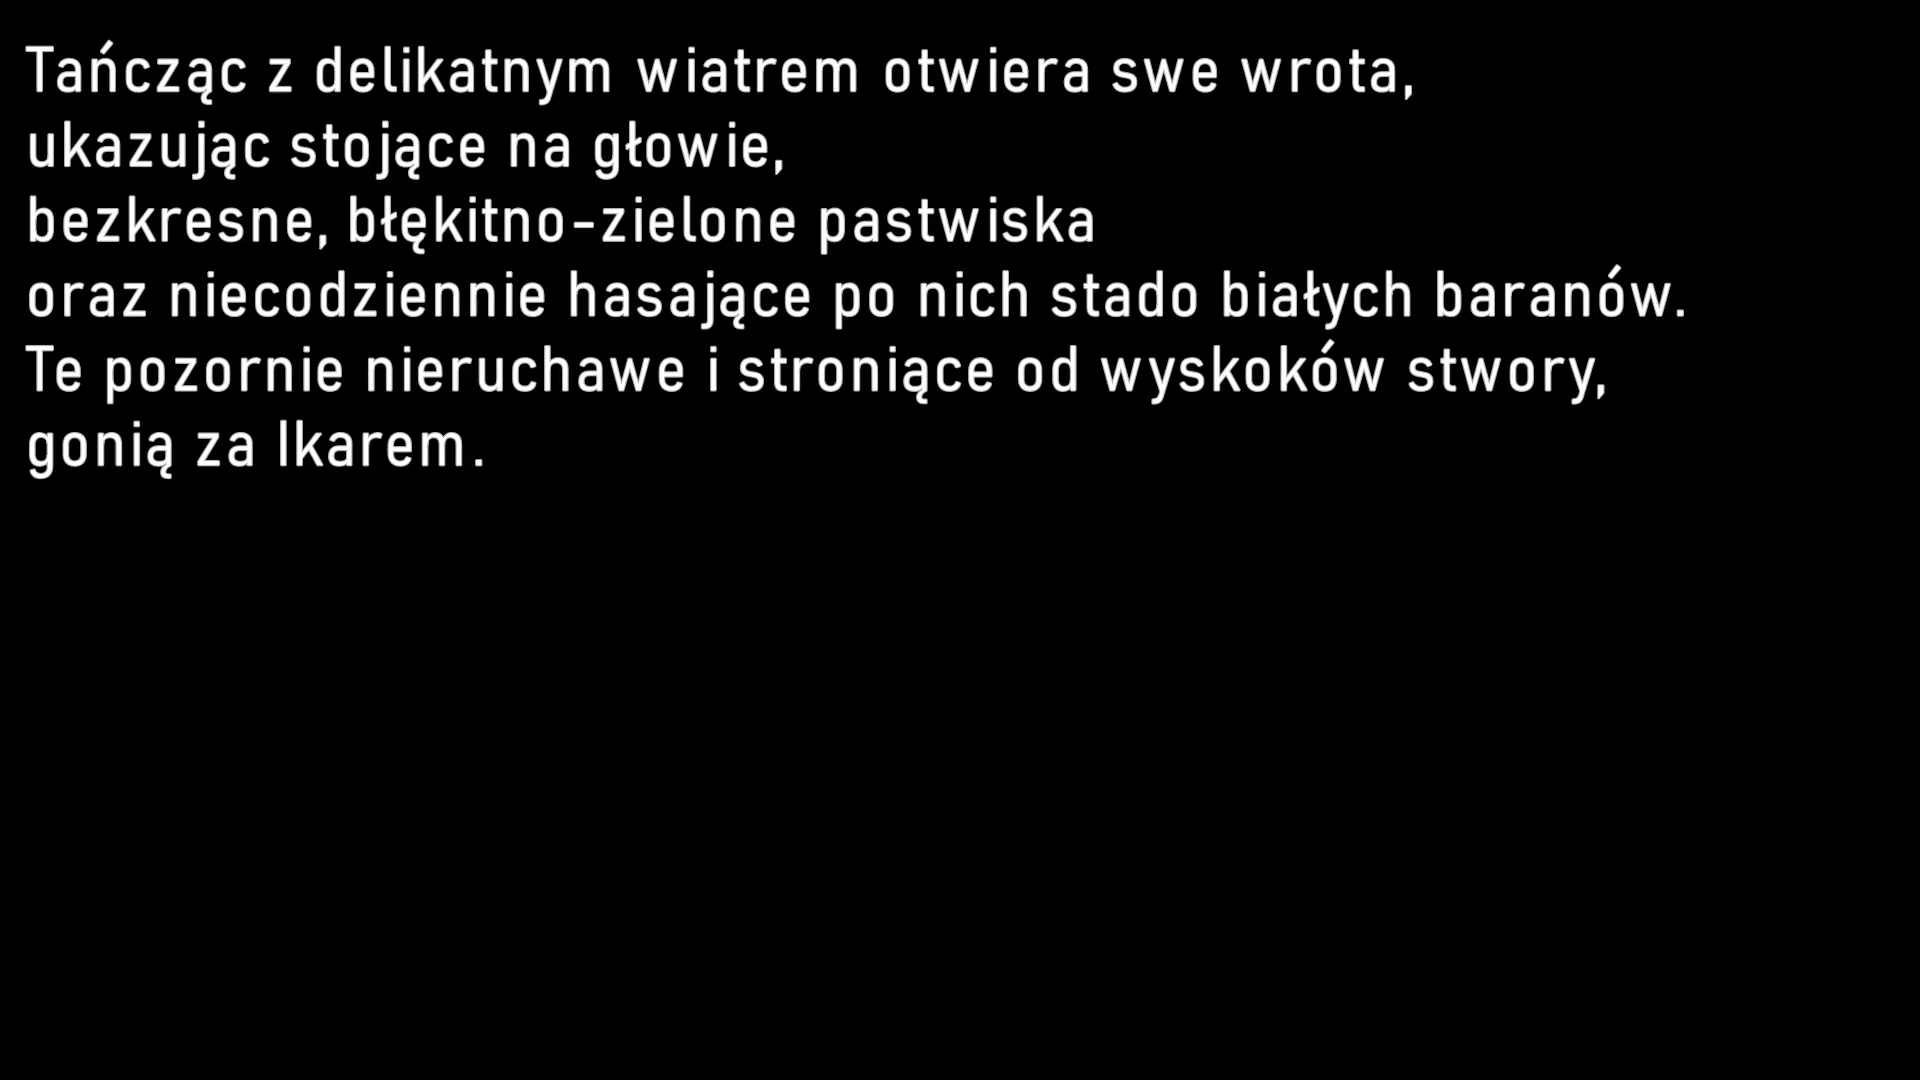 Tańcząc z delikatnym wiatrem otwiera swe wrota,
ukazując stojące na głowie,
bezkresne, błękitno-zielone pastwiska
oraz niecodziennie hasające po nich stado białych baranów.
Te pozornie nieruchawe i stroniące od wyskoków stwory,
gonią za Ikarem.